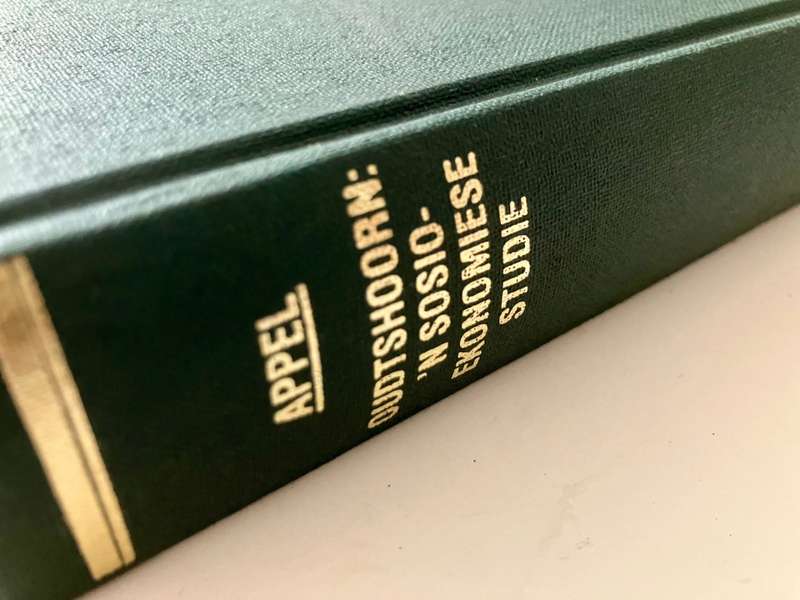 APPEL
OUDTSHOORN:
'N SOSIO-
EKONOMIESE
STUDIE